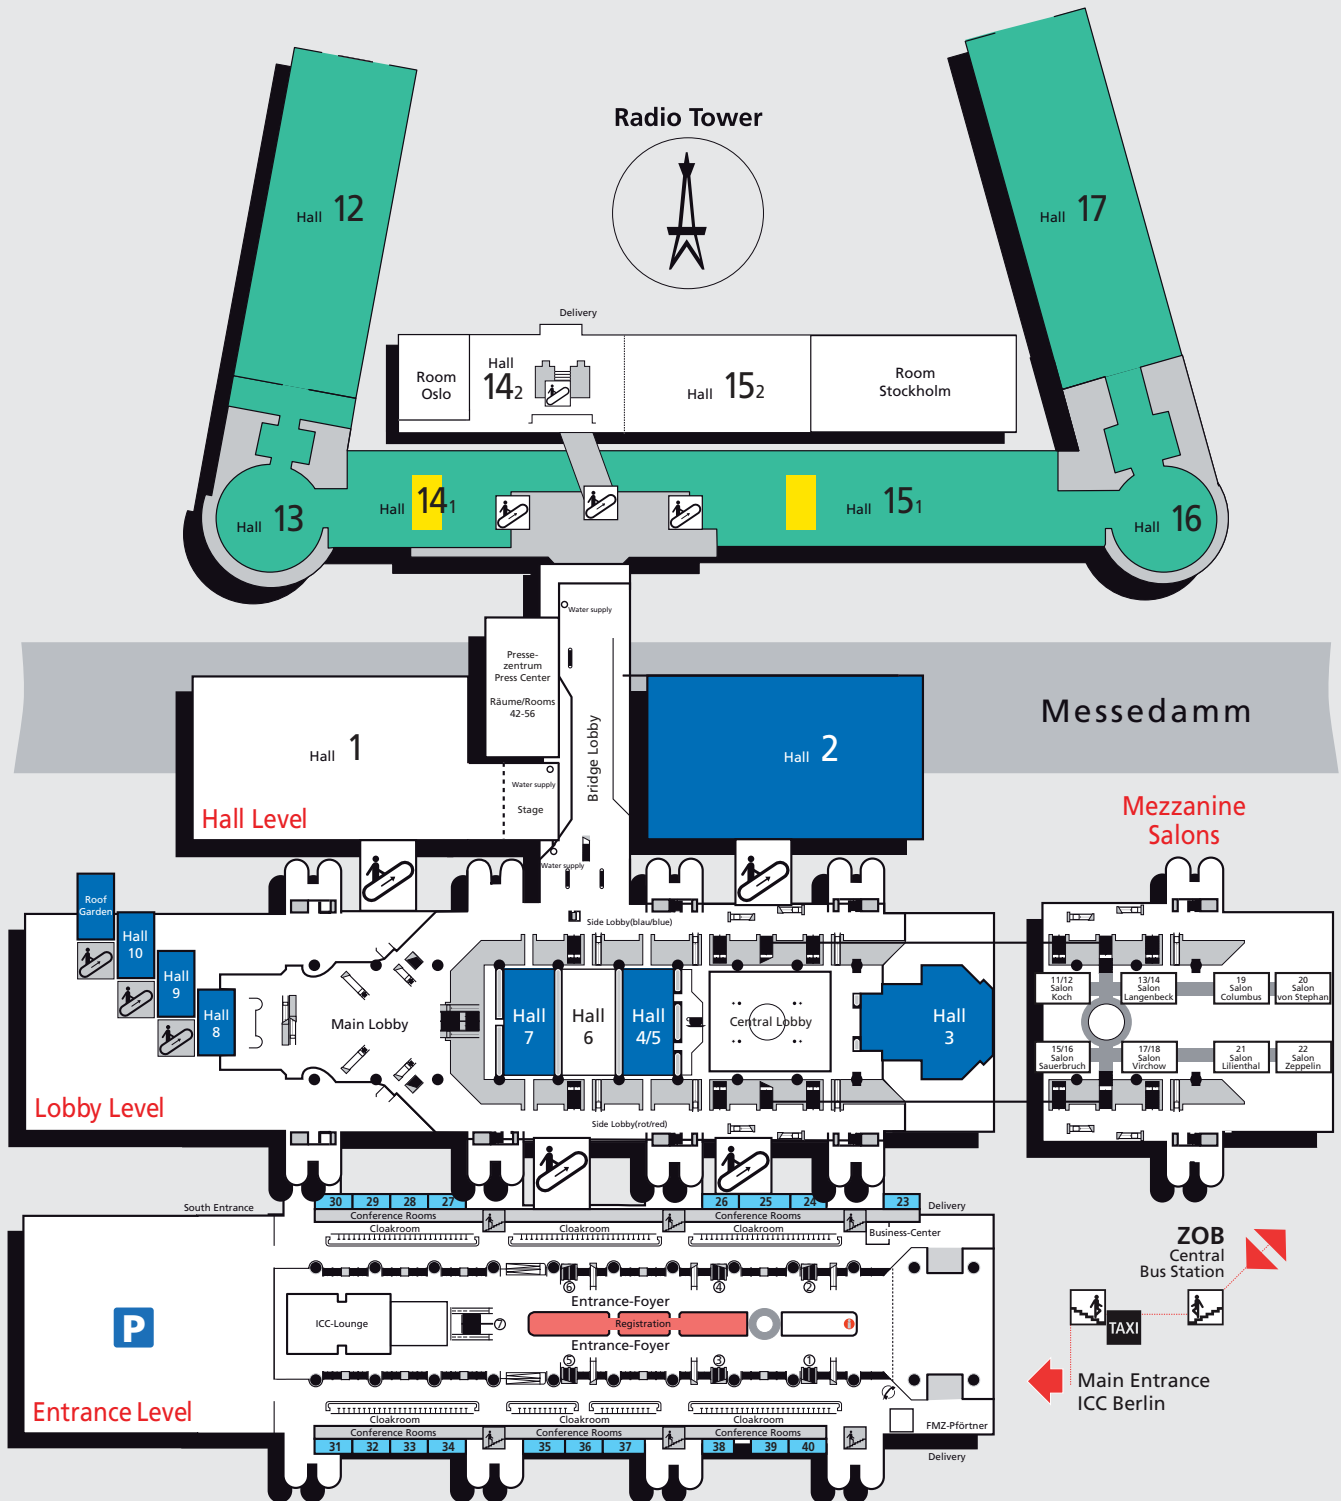 Radio Tower
Hall 12
Hall 17
Delivery
Room
Oslo
Hall
142
Hall 152
Room
Stockholm
Hall 13
Hall 141
Hall 151
Hall 16
Water supply
Presse-
zentrum
Press Center
Räume/Rooms
42-56
Bridge Lobby
Messedamm
Hall 1
Hall 2
Hall Level
Water supply
Stage
Water supply
Mezzanine
Salons
Roof
Garden
Hall
10
Hall
9
Hall
8
Side Lobby(blau/blue)
Main Lobby
Hall
7
Hall
6
Hall
4/5
Central Lobby
Hall
3
11/12
Salon
Koch
13/14
Salon
Langenbeck
19
Salon
Columbus
20
Salon
von Stephan
15/16
Salon
Sauerbruch
17/18
Salon
Virchow
21
Salon
Lilienthal
22
Salon
Zeppelin
Lobby Level
Side Lobby(rot/red)
South Entrance
30 29 28 27
26 25 24
23
Delivery
Conference Rooms
Conference Rooms
Cloakroom
Cloakroom
Cloakroom
Business-Center
ZOB
Central
Bus Station
6
4
2
Entrance-Foyer
P
ICC-Lounge
7
Registration
i
TAXI
Entrance-Foyer
5
3
1
Main Entrance
ICC Berlin
Entrance Level
Cloakroom
Cloakroom
Cloakroom
FMZ-Pförtner
Conference Rooms
Conference Rooms
Conference Rooms
31 32 33 34
35 36 37
38 39 40
Delivery